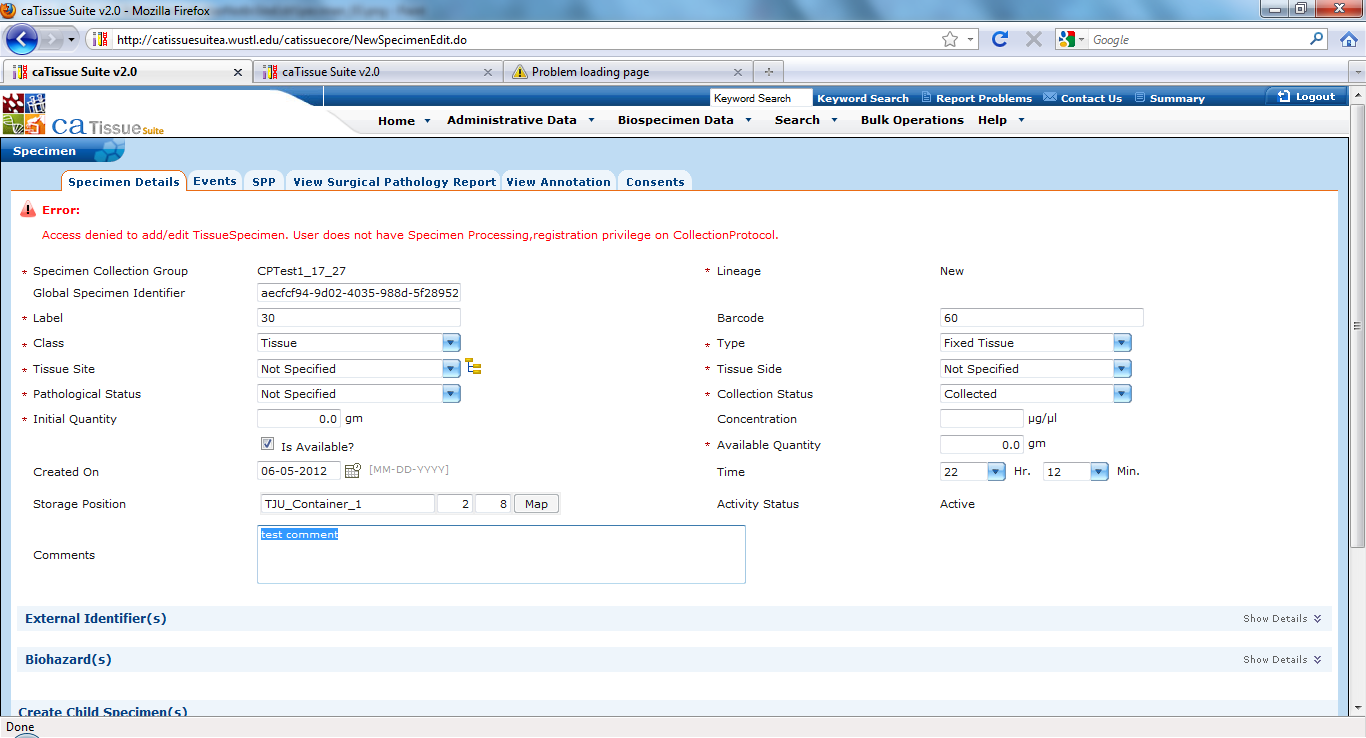 caTissue Suite v2.0 - Mozilla Firefox
http://catissuesuitea.wustl.edu/catissuecore/NewSpecimenEdit.do
Google
caTissue Suite v2.0
caTissue Suite v2.0
Problem loading page
Keyword Search Keyword Search Report Problems Contact Us Summary Logout
ca Tissue Suite
Home Administrative Data Biospecimen Data Search Bulk Operations Help
Specimen
Specimen Details Events SPP View Surgical Pathology Report View Annotation Consents
Error:
Access denied to add/edit TissueSpecimen. User does not have Specimen Processing,registration privilege on CollectionProtocol.
* Specimen Collection Group CPTest1_17_27 * Lineage New
Global Specimen Identifier aecfcf94-9d02-4035-988d-5f28952
* Label 30 Barcode 60
* Class Tissue * Type Fixed Tissue
* Tissue Site Not Specified * Tissue Side Not Specified
* Pathological Status Not Specified * Collection Status Collected
* Initial Quantity 0.0 gm Concentration µg/µl
Is Available? * Available Quantity 0.0 gm
Created On 06-05-2012 [MM-DD-YYYY] Time 22 Hr. 12 Min.
Storage Position TJU_Container_1 2 8 Map Activity Status Active
test comment
Comments
External Identifier(s) Show Details
Biohazard(s) Show Details
Create Child Specimen(s)
Done